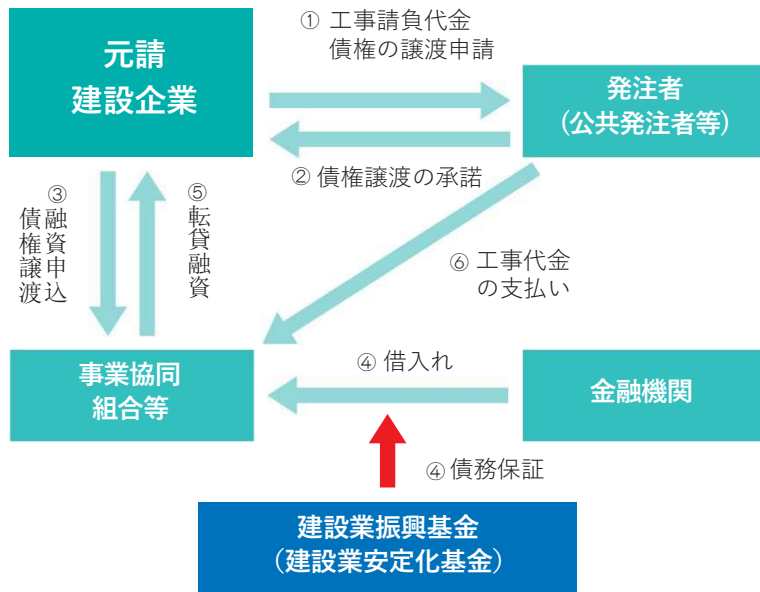 元請
建設企業
① 工事請負代金
債権の譲渡申請
発注者
（公共発注者等）
② 債権譲渡の承諾
③融資申込
債権譲渡
⑤転貸融資
⑥ 工事代金
の支払い
事業協同
組合等
④ 借入れ
金融機関
④ 債務保証
建設業振興基金
（建設業安定化基金）